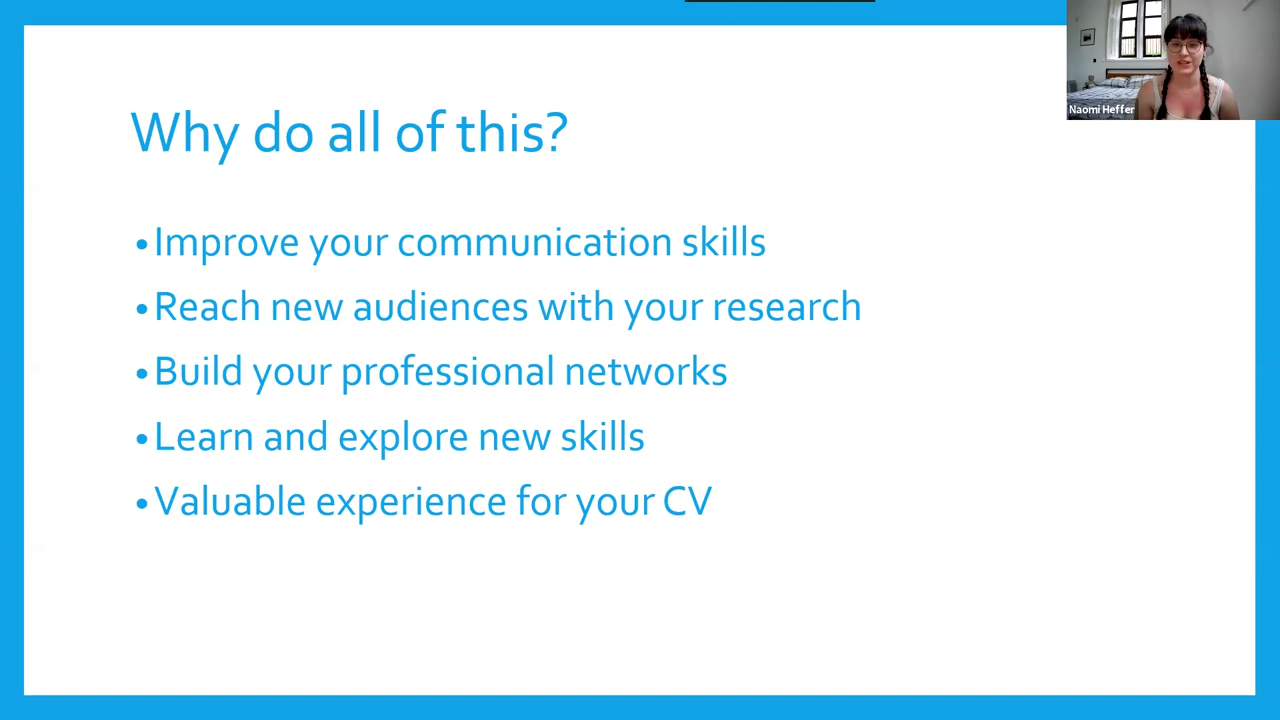 Why do all of this?
• Improve your communication skills
• Reach new audiences with your research
• Build your professional networks
• Learn and explore new skills
• Valuable experience for your CV
Naomi Heffer